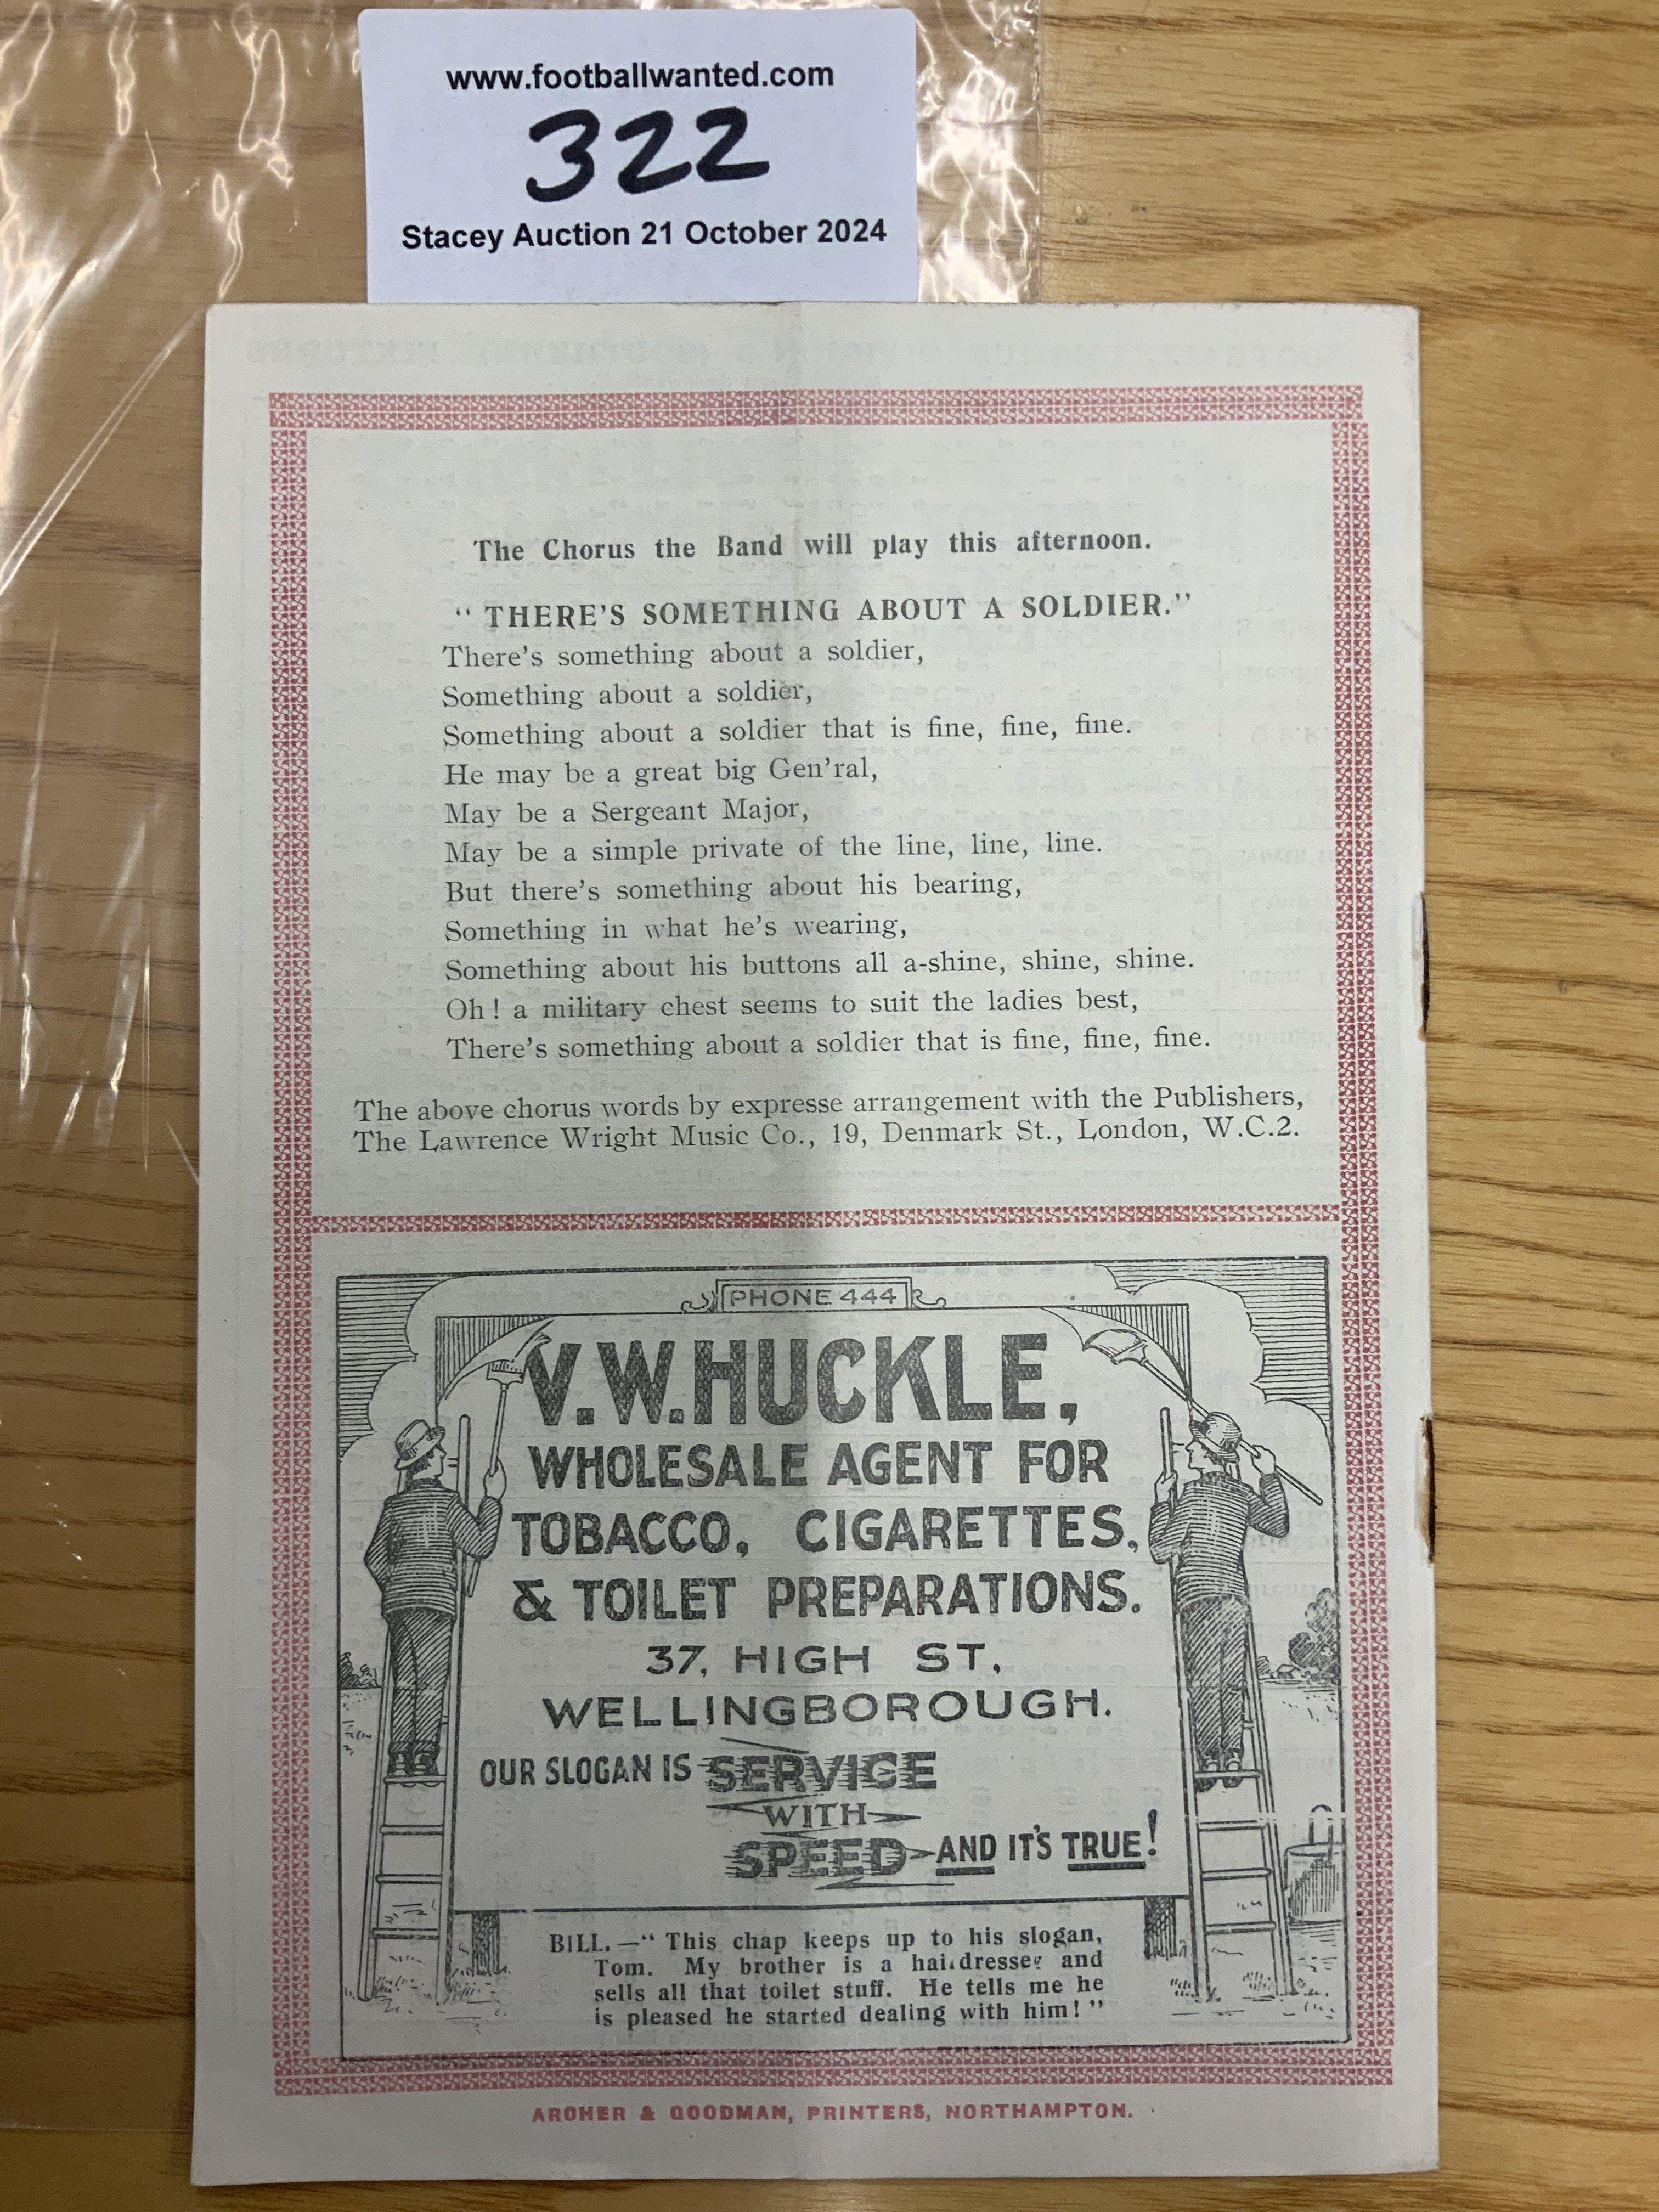 www.footballwanted.com
322
Stacey Auction 21 October 2024
The Chorus the Band will play this afternoon.
“ THERE'S SOMETHING ABOUT A SOLDIER.”
There's something about a soldier,
Something about a soldier,
Something about a soldier that is fine, fine, fine.
He may be a great big Gen'ral,
May be a Sergeant Major,
May be a simple private of the line, line, line.
But there's something about his bearing,
Something in what he's wearing,
Something about his buttons all a-shine, shine, shine.
Oh! a military chest seems to suit the ladies best,
There's something about a soldier that is fine, fine, fine.
The above chorus words by expresse arrangement with the Publishers,
The Lawrence Wright Music Co., 19, Denmark St., London, W.C.2.
PHONE 444
V.W.HUCKLE,
WHOLESALE AGENT FOR
TOBACCO, CIGARETTES,
& TOILET PREPARATIONS.
37, HIGH ST,
WELLINGBOROUGH.
OUR SLOGAN IS SERVICE
WITH
SPEED AND IT'S TRUE!
BILL.—“ This chap keeps up to his slogan,
Tom. My brother is a hairdresser and
sells all that toilet stuff. He tells me he
is pleased he started dealing with him! ”
ARCHER & GOODMAN, PRINTERS, NORTHAMPTON.